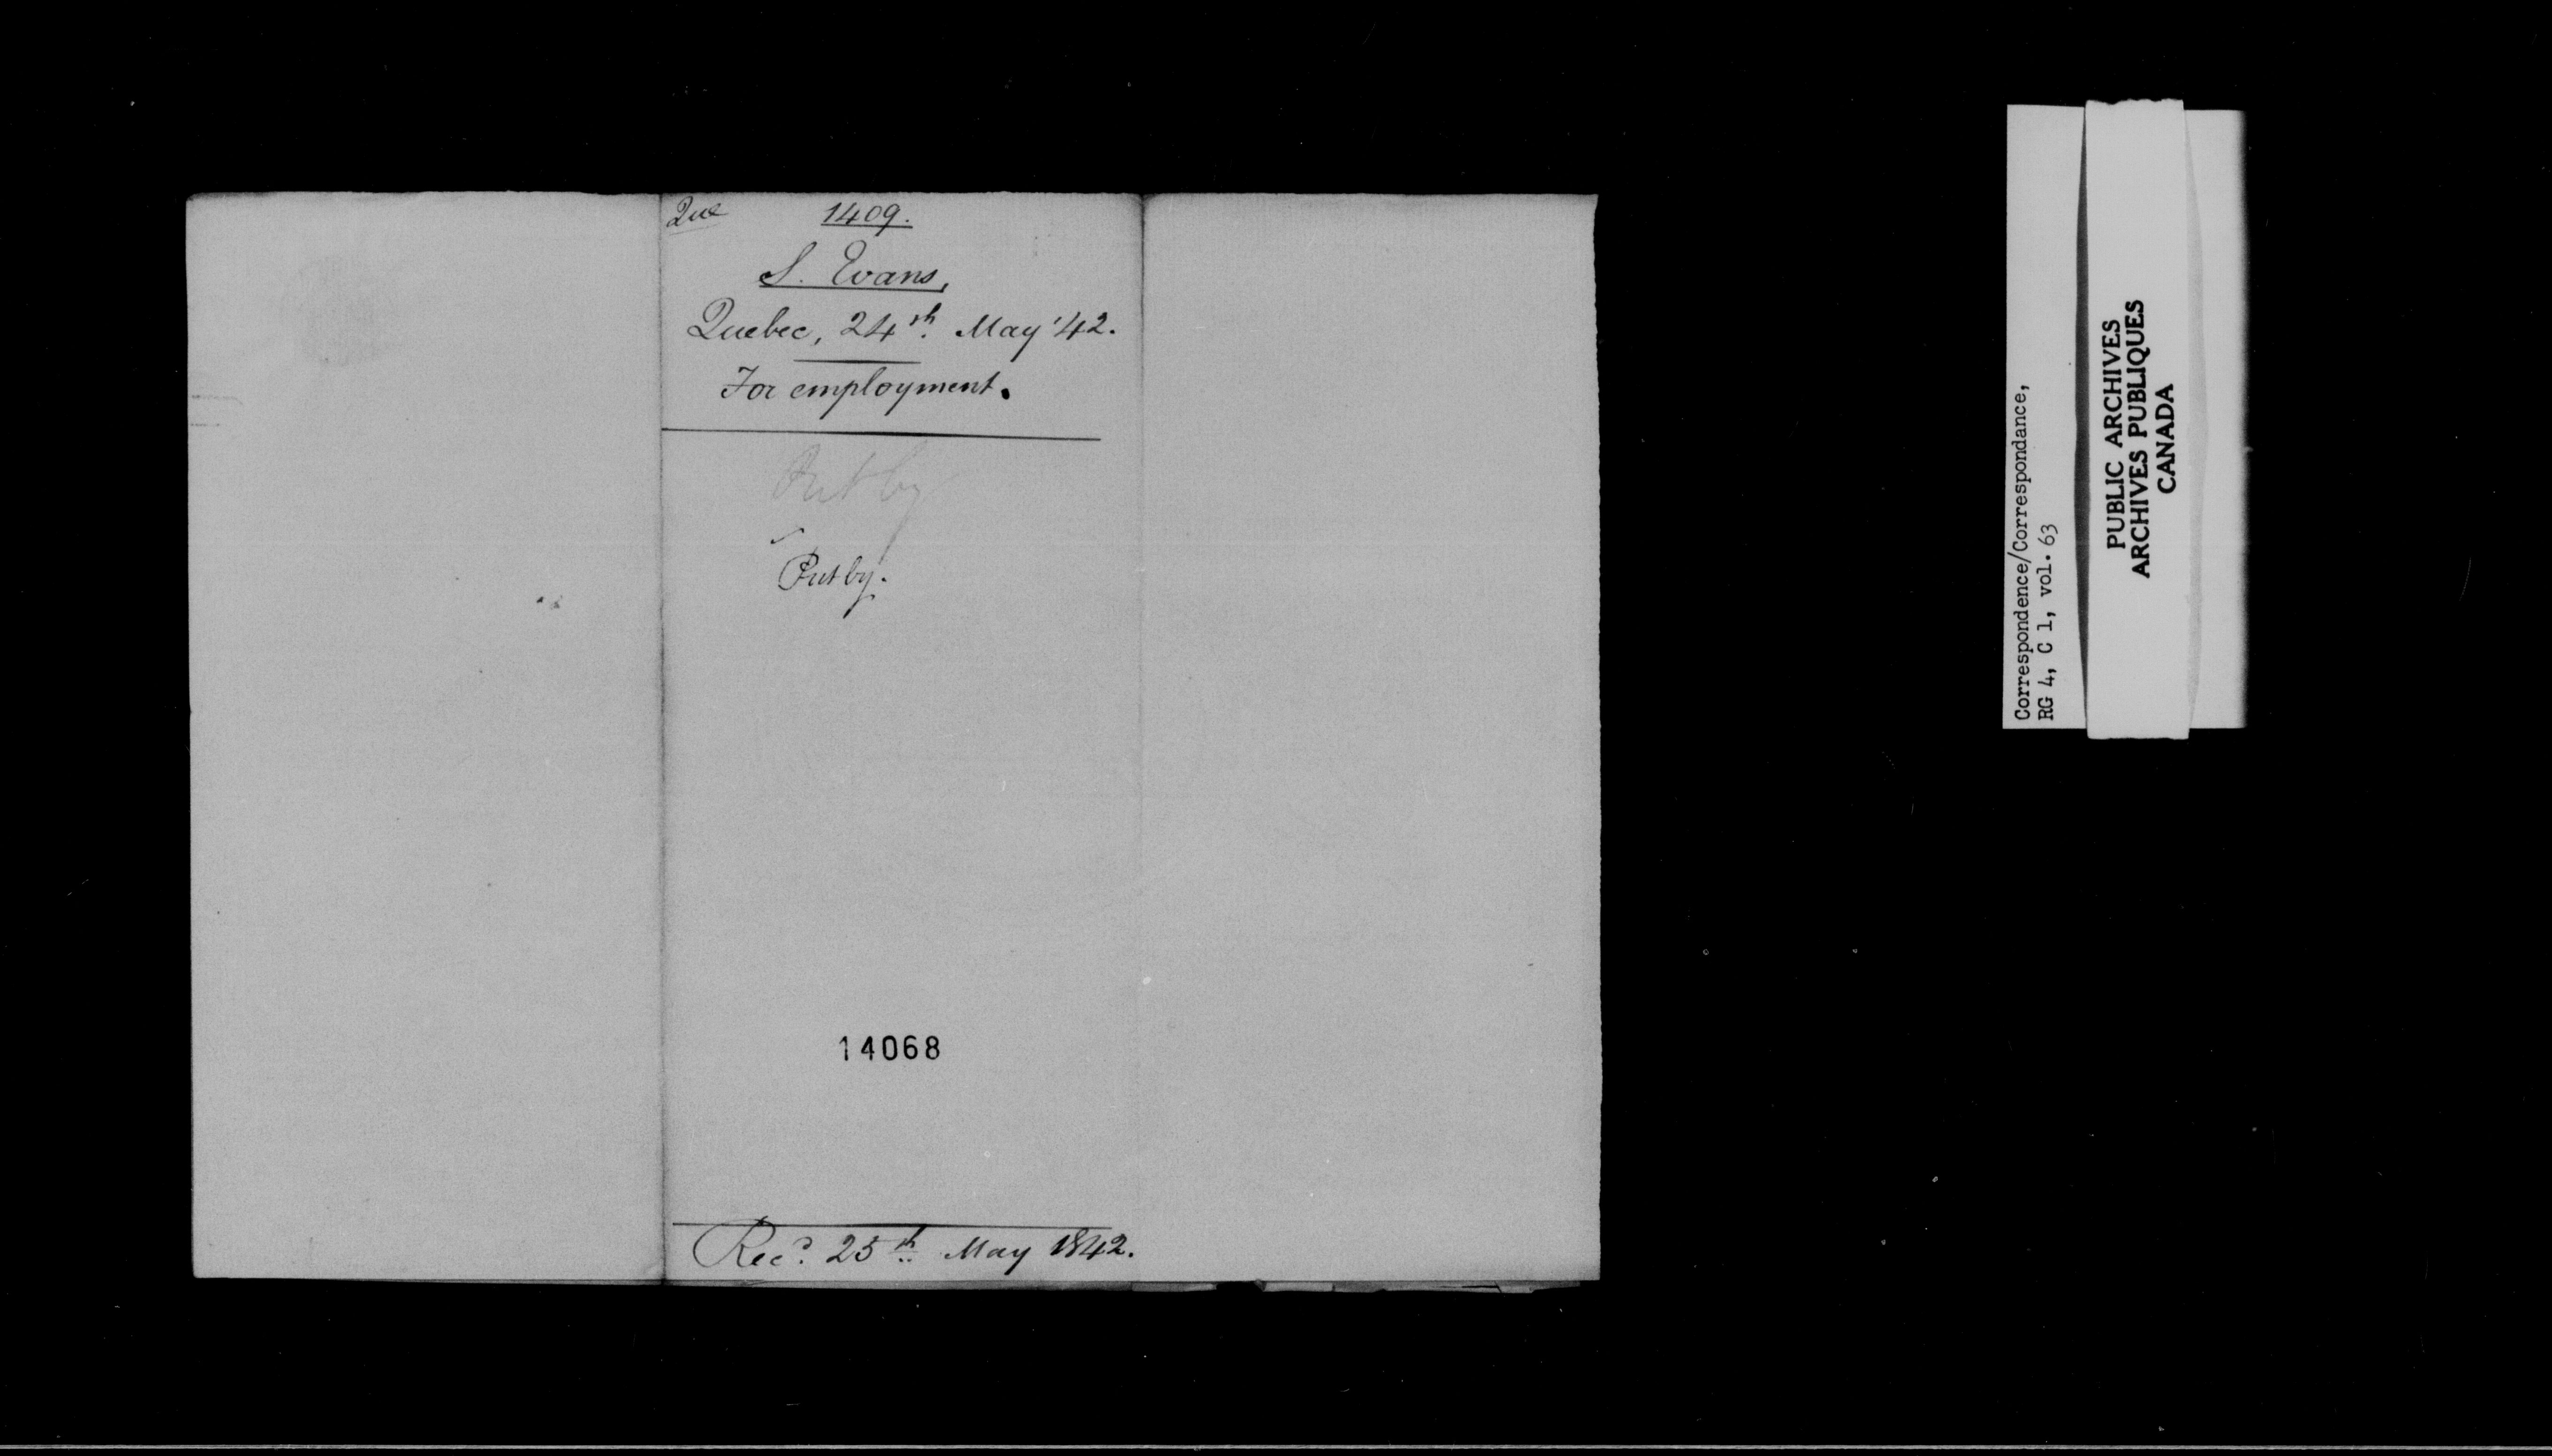 Que 1409.
S. Evans,
Quebec, 24th. May '42.
For employment.
Put by
Put by.
14068
Recd. 25th. May 1842.
Correspondence/Correspondance,
RG 4, C 1, vol. 63
PUBLIC ARCHIVES
ARCHIVES PUBLIQUES
CANADA